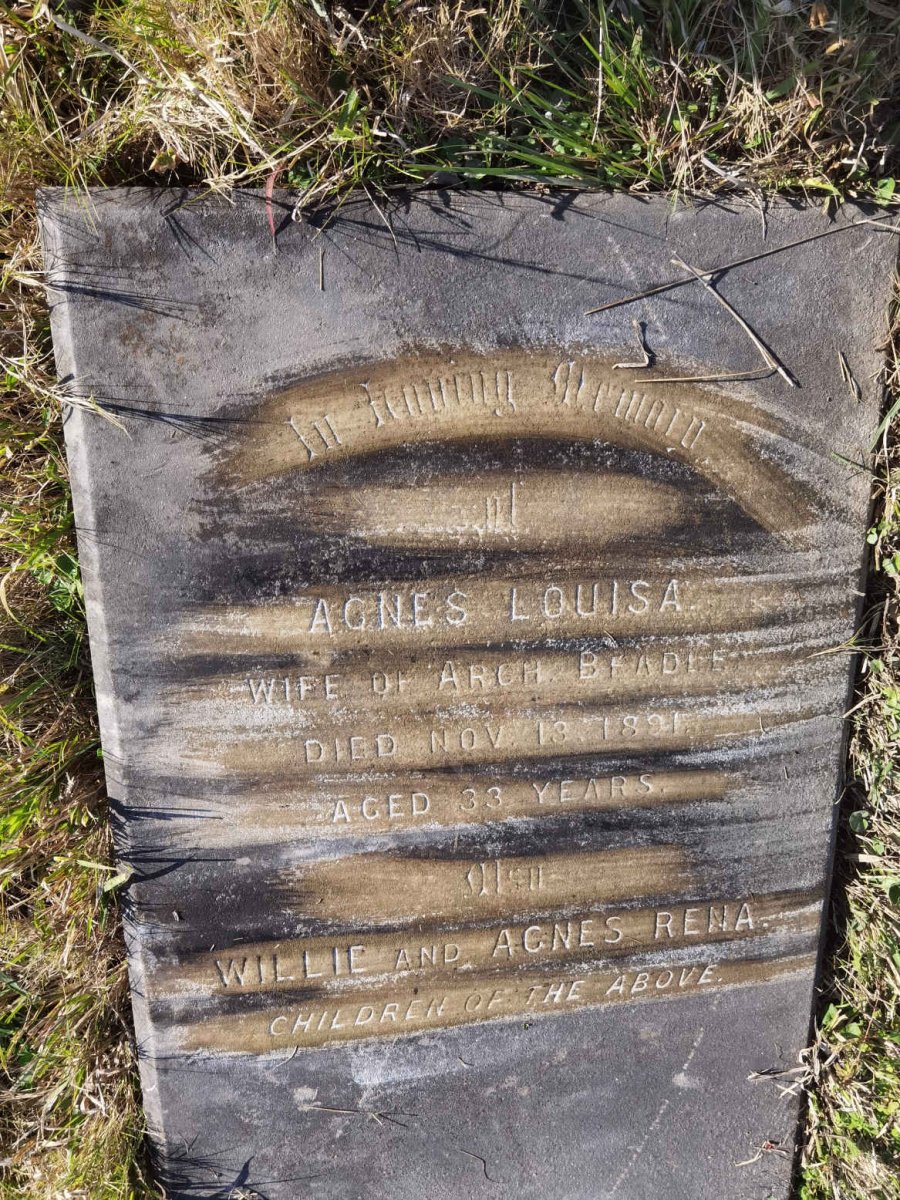 In Loving Memory
of
AGNES LOUISA
WIFE OF ARCH. BEADLE
DIED NOV. 13. 1891.
AGED 33 YEARS.
Also
WILLIE AND AGNES RENA.
CHILDREN OF THE ABOVE.